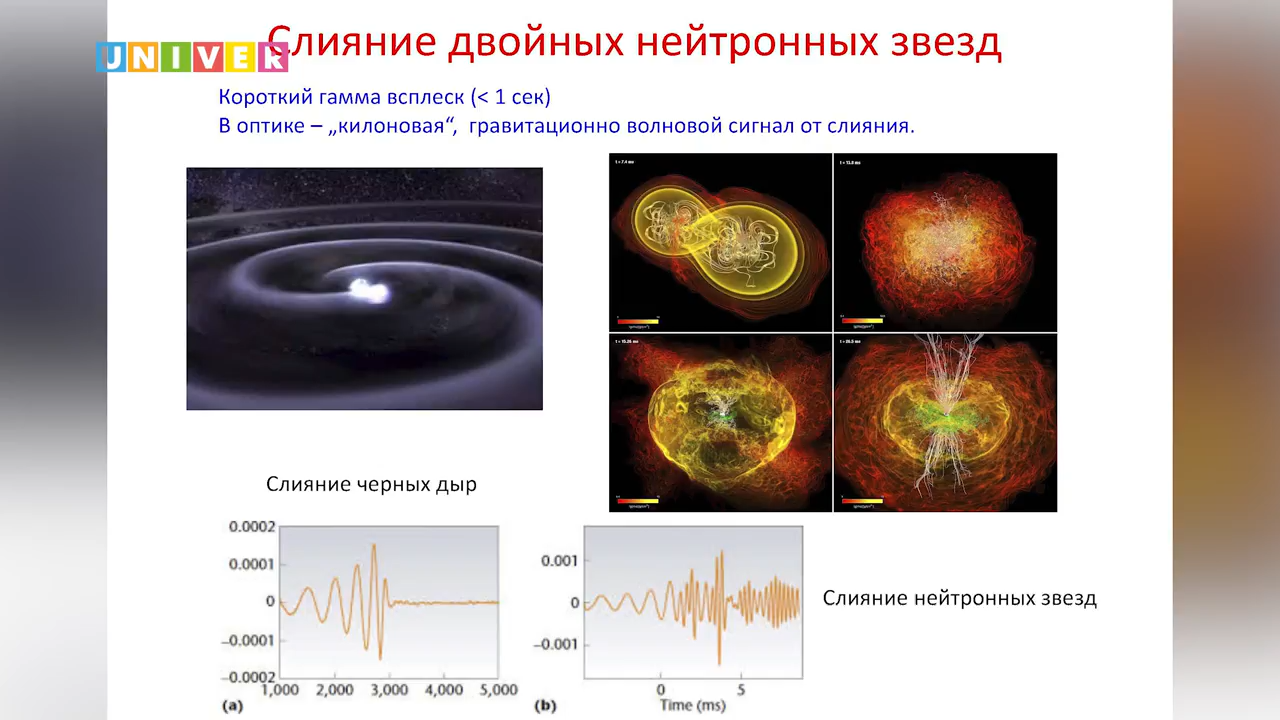 Слияние двойных нейтронных звезд
UNIVER
Короткий гамма всплеск (< 1 сек)
В оптике – „килоновая“, гравитационно волновой сигнал от слияния.
Слияние черных дыр
0.0002
0.0001
0
–0.0001
–0.0002
1,000 2,000 3,000 4,000 5,000
(a)
0.001
0
–0.001
0 5
Time (ms)
(b)
Слияние нейтронных звезд